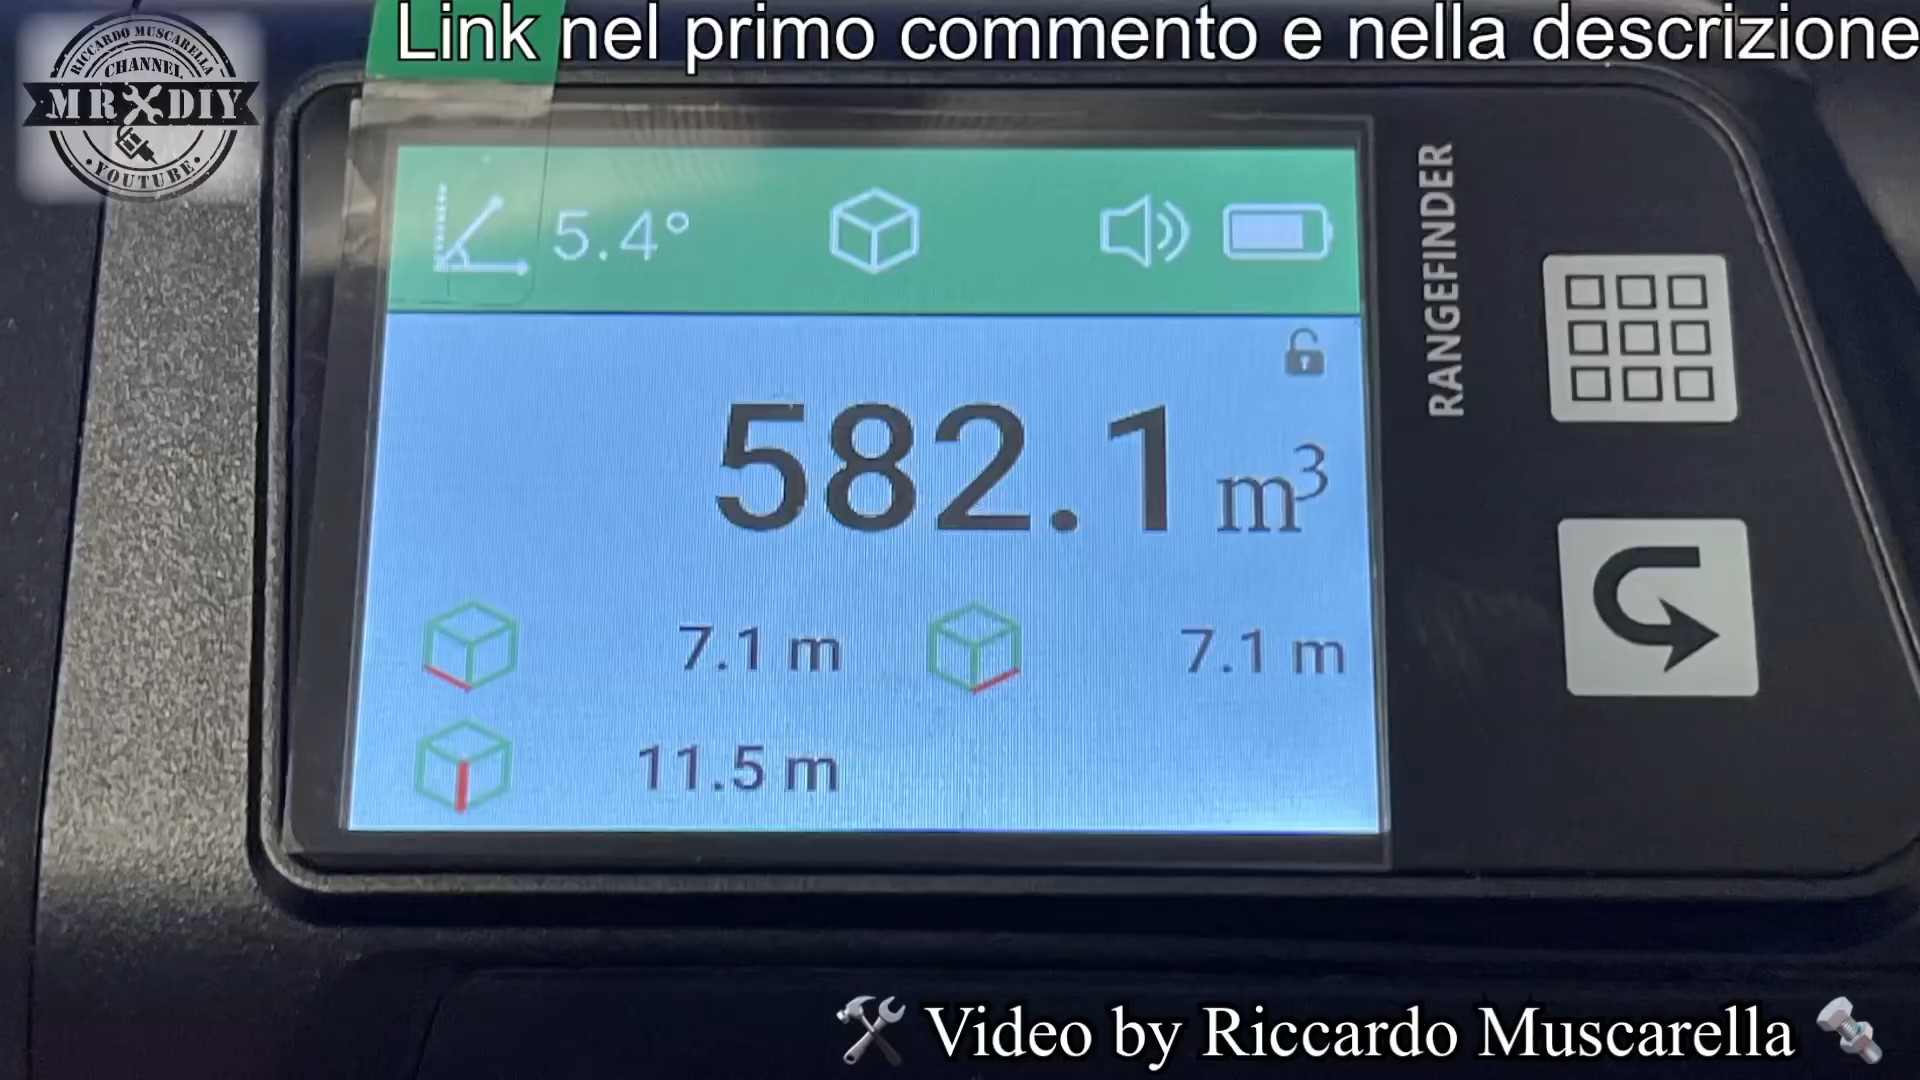 Link nel primo commento e nella descrizione
RICCARDO MUSCARELLA
CHANNEL
MR DIY
YOUTUBE
5.4°
RANGEFINDER
582.1 m³
7.1 m 7.1 m
11.5 m
Video by Riccardo Muscarella